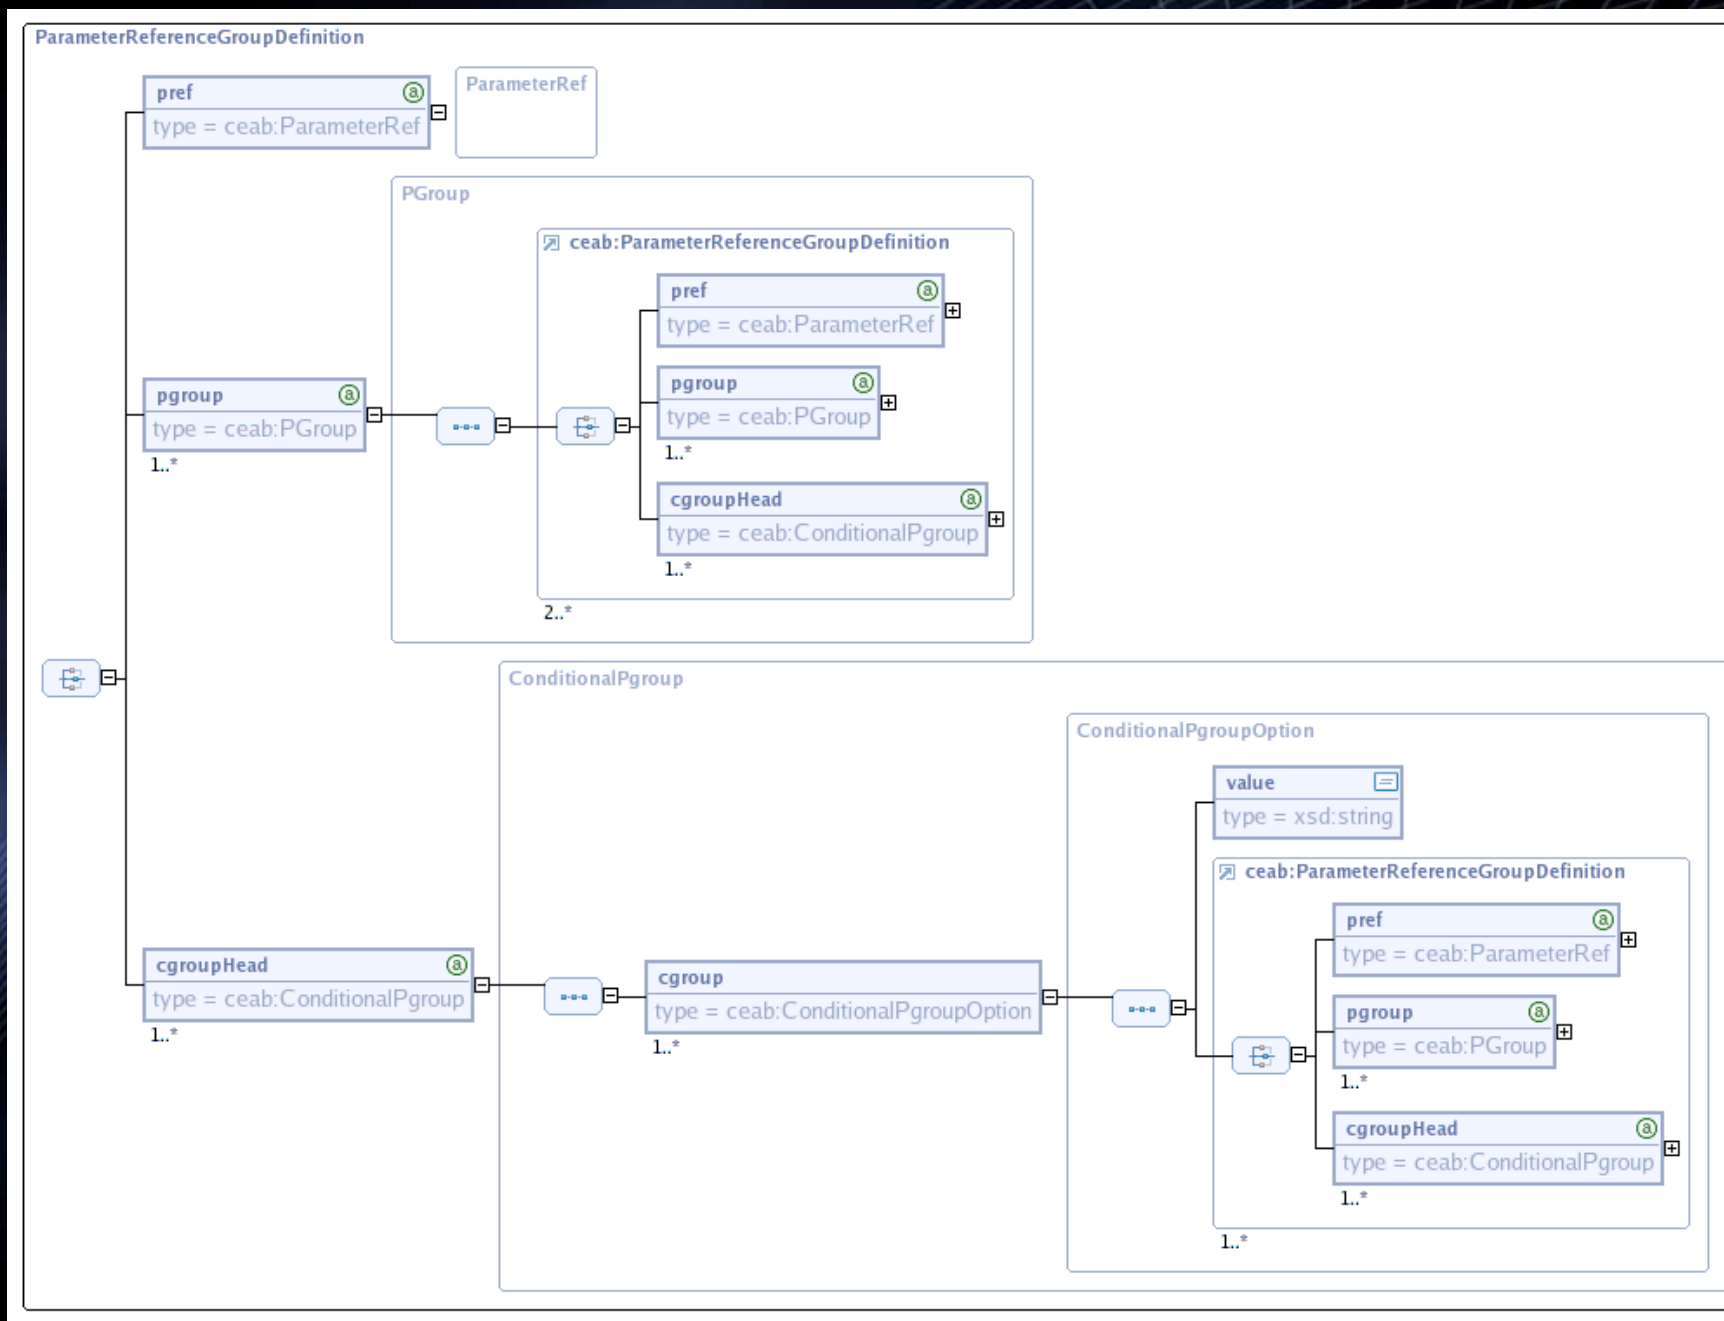 ParameterReferenceGroupDefinition
pref
type = ceab:ParameterRef
ParameterRef
pgroup
type = ceab:PGroup
1..*
PGroup
ceab:ParameterReferenceGroupDefinition
pref
type = ceab:ParameterRef
pgroup
type = ceab:PGroup
1..*
cgroupHead
type = ceab:ConditionalPgroup
1..*
2..*
cgroupHead
type = ceab:ConditionalPgroup
1..*
ConditionalPgroup
cgroup
type = ceab:ConditionalPgroupOption
1..*
ConditionalPgroupOption
value
type = xsd:string
ceab:ParameterReferenceGroupDefinition
pref
type = ceab:ParameterRef
pgroup
type = ceab:PGroup
1..*
cgroupHead
type = ceab:ConditionalPgroup
1..*
1..*